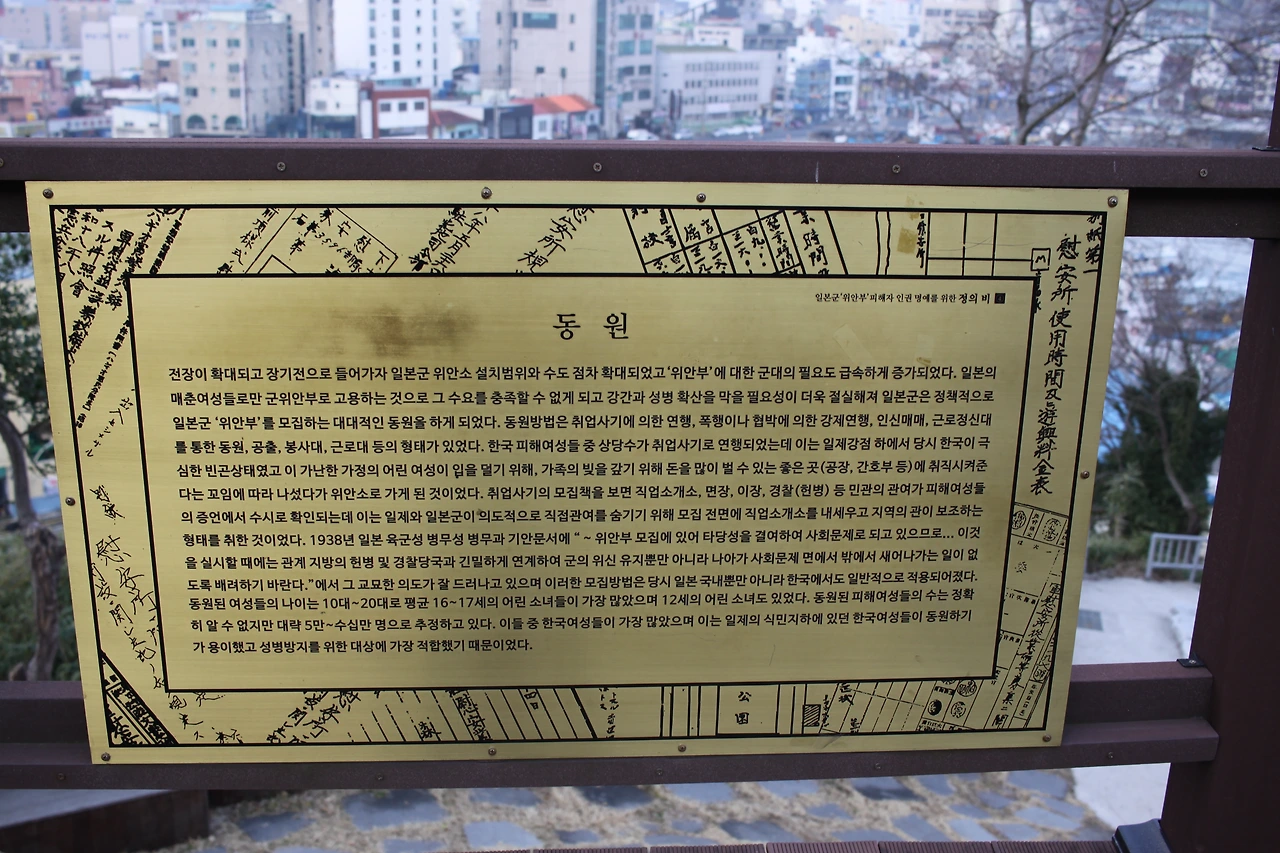 일본군'위안부'피해자 인권 명예를 위한 정의 비
동 원
전장이 확대되고 장기전으로 들어가자 일본군 위안소 설치범위와 수도 점차 확대되었고 '위안부'에 대한 군대의 필요도 급속하게 증가되었다. 일본의
매춘여성들로만 군위안부로 고용하는 것으로 그 수요를 충족할 수 없게 되고 강간과 성병 확산을 막을 필요성이 더욱 절실해져 일본군은 정책적으로
일본군 '위안부'를 모집하는 대대적인 동원을 하게 되었다. 동원방법은 취업사기에 의한 연행, 폭행이나 협박에 의한 강제연행, 인신매매, 근로정신대
를 통한 동원, 공출, 봉사대, 근로대 등의 형태가 있었다. 한국 피해여성들 중 상당수가 취업사기로 연행되었는데 이는 일제강점 하에서 당시 한국이 극
심한 빈곤상태였고 이 가난한 가정의 어린 여성이 입을 덜기 위해, 가족의 빚을 갚기 위해 돈을 많이 벌 수 있는 좋은 곳(공장, 간호부 등)에 취직시켜준
다는 꼬임에 따라 나섰다가 위안소로 가게 된 것이었다. 취업사기의 모집책을 보면 직업소개소, 면장, 이장, 경찰(헌병) 등 민관의 관여가 피해여성들
의 증언에서 수시로 확인되는데 이는 일제와 일본군이 의도적으로 직접관여를 숨기기 위해 모집 전면에 직업소개소를 내세우고 지역의 관이 보조하는
형태를 취한 것이었다. 1938년 일본 육군성 병무성 병무과 기안문서에 " ~ 위안부 모집에 있어 타당성을 결여하여 사회문제로 되고 있으므로... 이것
을 실시할 때에는 관계 지방의 헌병 및 경찰당국과 긴밀하게 연계하여 군의 위신 유지뿐만 아니라 나아가 사회문제 면에서 밖에서 새어나가는 일이 없
도록 배려하기 바란다."에서 그 교묘한 의도가 잘 드러나고 있으며 이러한 모집방법은 당시 일본 국내뿐만 아니라 한국에서도 일반적으로 적용되어졌다.
동원된 여성들의 나이는 10대~20대로 평균 16~17세의 어린 소녀들이 가장 많았으며 12세의 어린 소녀도 있었다. 동원된 피해여성들의 수는 정확
히 알 수 없지만 대략 5만~수십만 명으로 추정하고 있다. 이들 중 한국여성들이 가장 많았으며 이는 일제의 식민지하에 있던 한국여성들이 동원하기
가 용이했고 성병방지를 위한 대상에 가장 적합했기 때문이었다.
慰安所使用時間及遊興料金表
慰安所規
公園